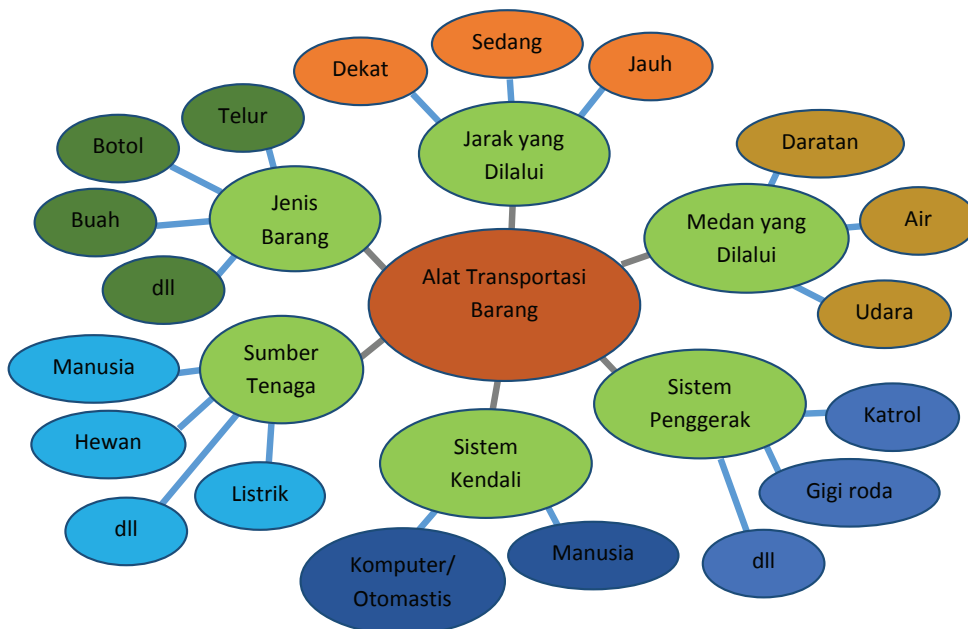 Sedang
Dekat
Jauh
Jarak yang
Dilalui
Telur
Botol
Buah
dll
Jenis
Barang
Daratan
Air
Udara
Medan yang
Dilalui
Alat Transportasi
Barang
Sumber
Tenaga
Manusia
Hewan
dll
Listrik
Sistem
Kendali
Komputer/
Otomastis
Manusia
Sistem
Penggerak
Katrol
Gigi roda
dll